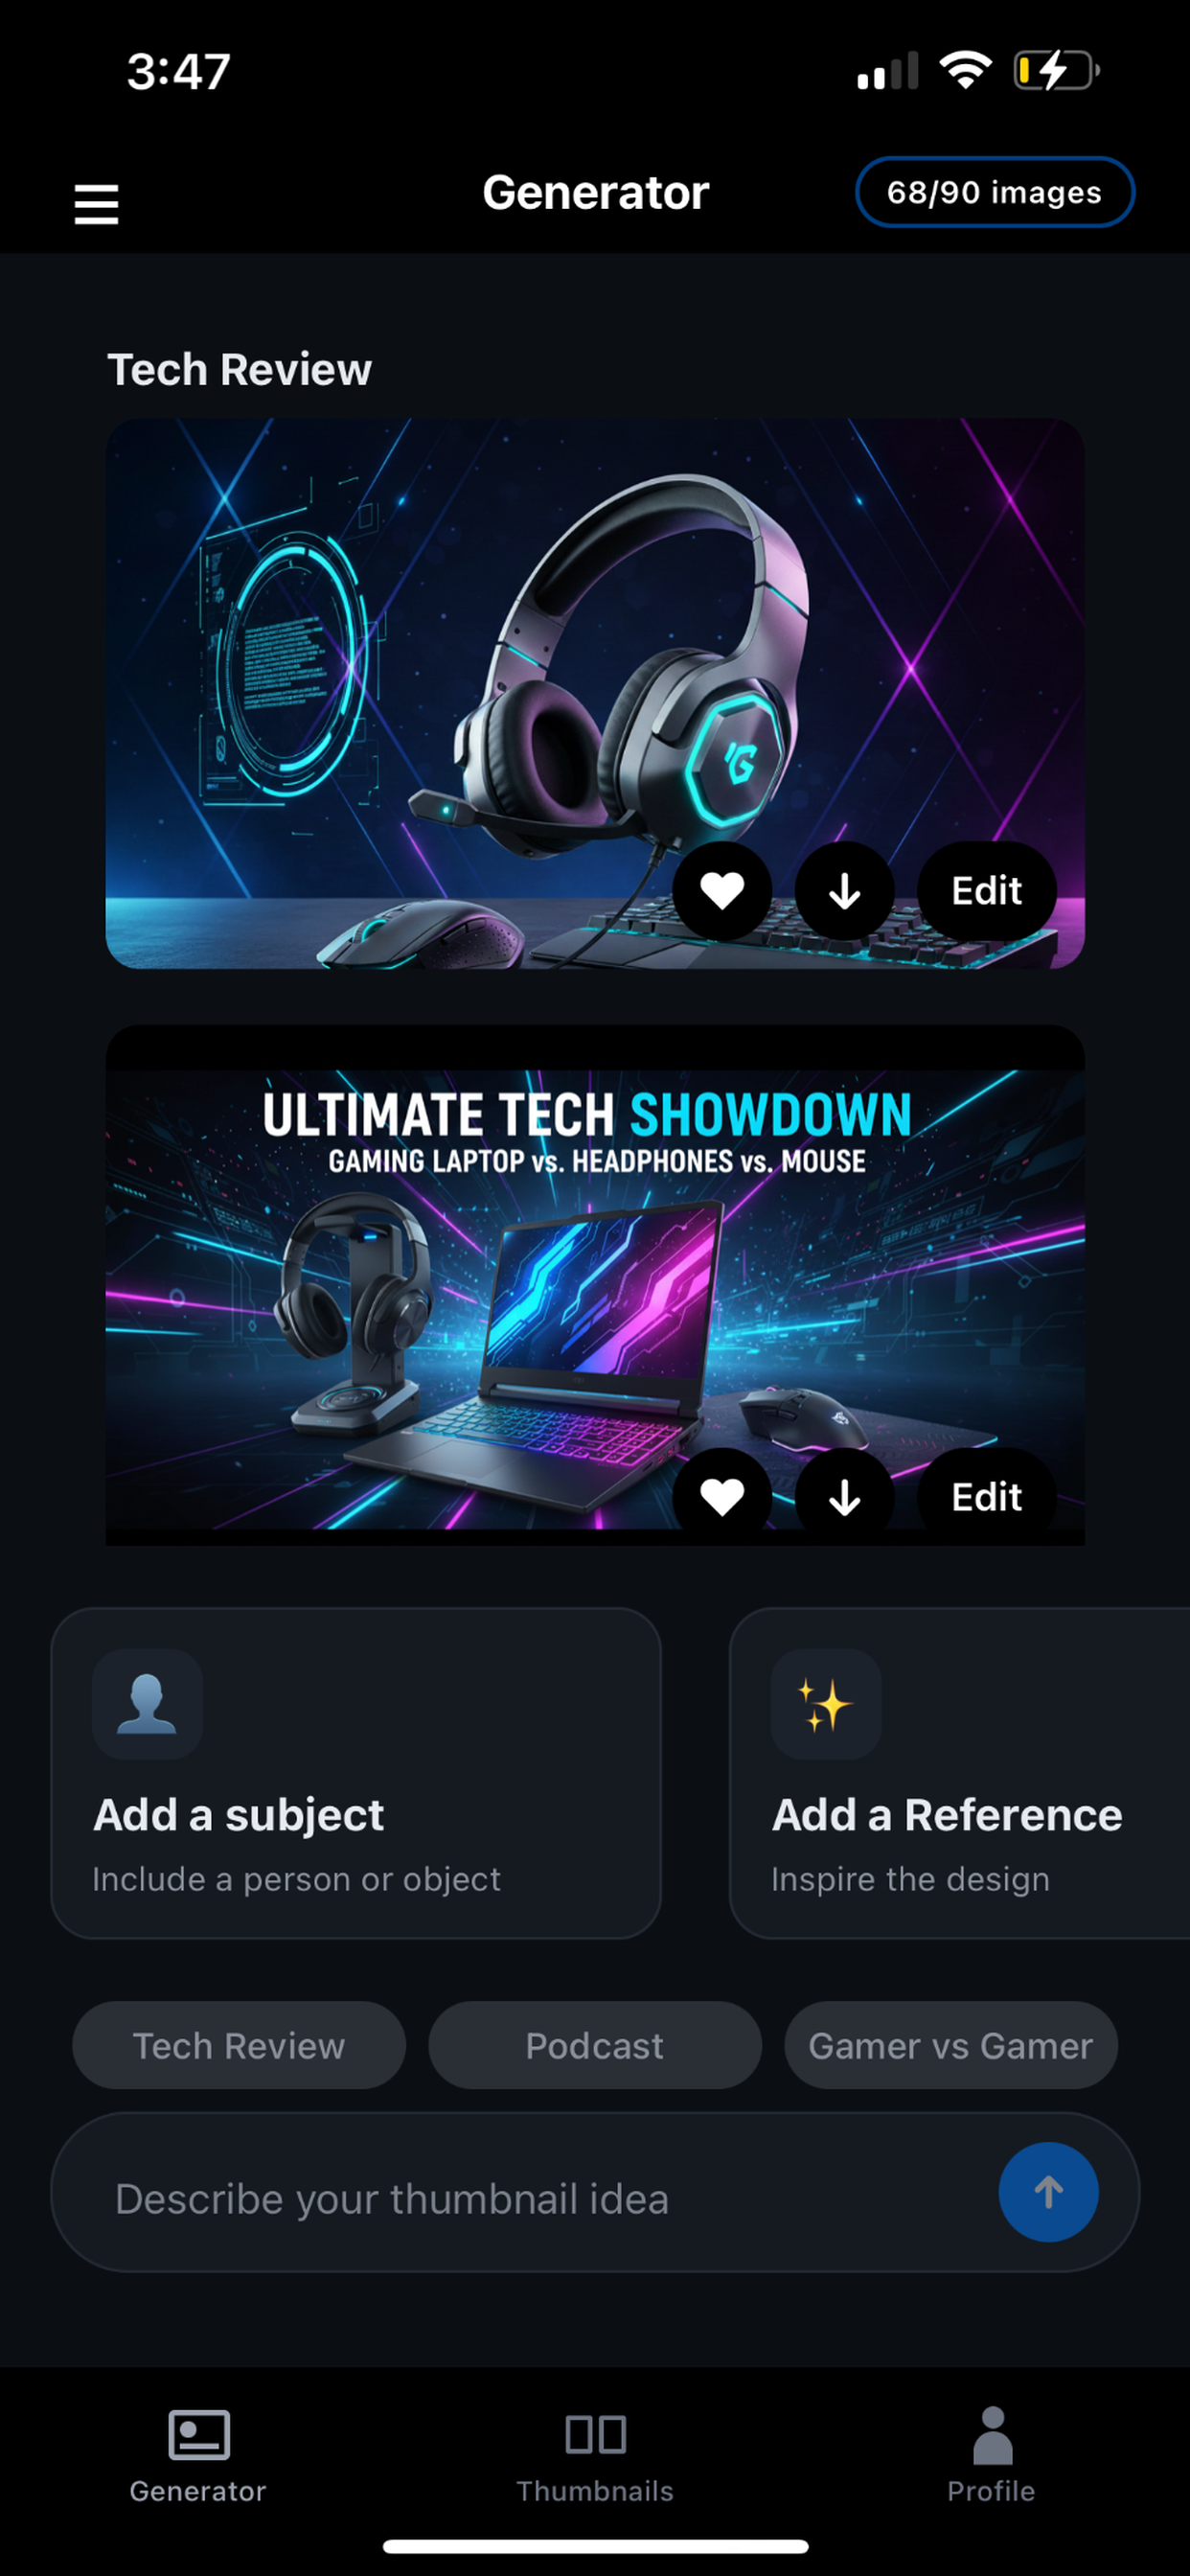 3:47
Generator
68/90 images
Tech Review
Edit
ULTIMATE TECH SHOWDOWN
GAMING LAPTOP vs. HEADPHONES vs. MOUSE
Edit
Add a subject
Include a person or object
Add a Reference
Inspire the design
Tech Review
Podcast
Gamer vs Gamer
Describe your thumbnail idea
Generator
Thumbnails
Profile